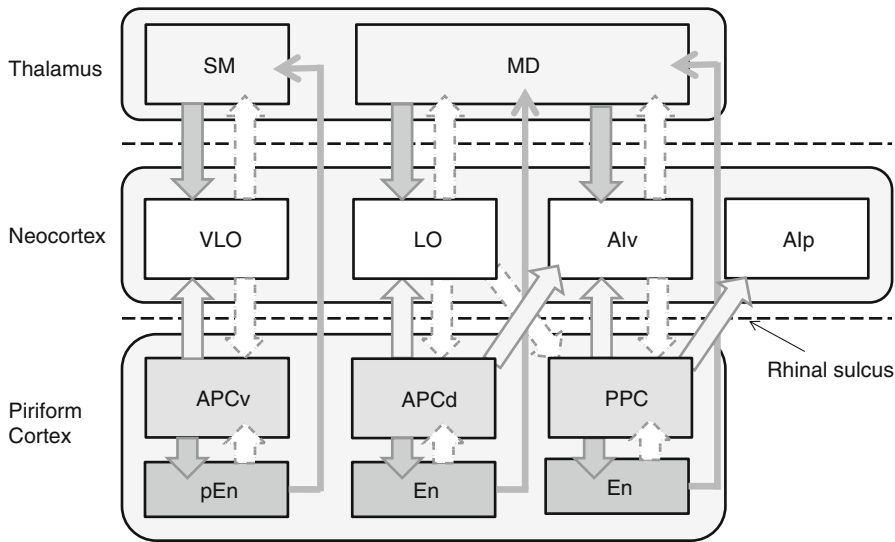 Thalamus
SM
MD
Neocortex
VLO
LO
AIv
AIp
Rhinal sulcus
Piriform
Cortex
APCv
APCd
PPC
pEn
En
En